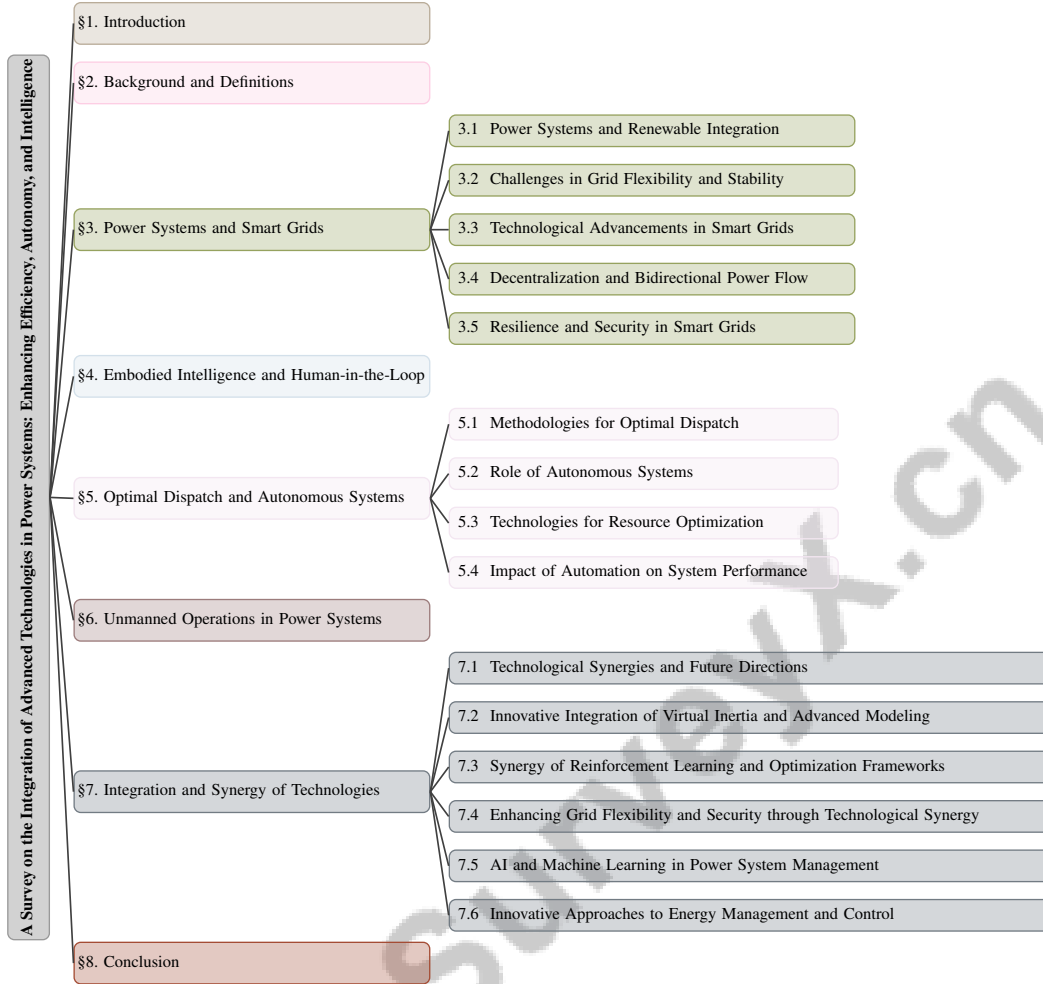 A Survey on the Integration of Advanced Technologies in Power Systems: Enhancing Efficiency, Autonomy, and Intelligence
§1. Introduction
§2. Background and Definitions
§3. Power Systems and Smart Grids
3.1 Power Systems and Renewable Integration
3.2 Challenges in Grid Flexibility and Stability
3.3 Technological Advancements in Smart Grids
3.4 Decentralization and Bidirectional Power Flow
3.5 Resilience and Security in Smart Grids
§4. Embodied Intelligence and Human-in-the-Loop
§5. Optimal Dispatch and Autonomous Systems
5.1 Methodologies for Optimal Dispatch
5.2 Role of Autonomous Systems
5.3 Technologies for Resource Optimization
5.4 Impact of Automation on System Performance
§6. Unmanned Operations in Power Systems
§7. Integration and Synergy of Technologies
7.1 Technological Synergies and Future Directions
7.2 Innovative Integration of Virtual Inertia and Advanced Modeling
7.3 Synergy of Reinforcement Learning and Optimization Frameworks
7.4 Enhancing Grid Flexibility and Security through Technological Synergy
7.5 AI and Machine Learning in Power System Management
7.6 Innovative Approaches to Energy Management and Control
§8. Conclusion
Surveyx.cn